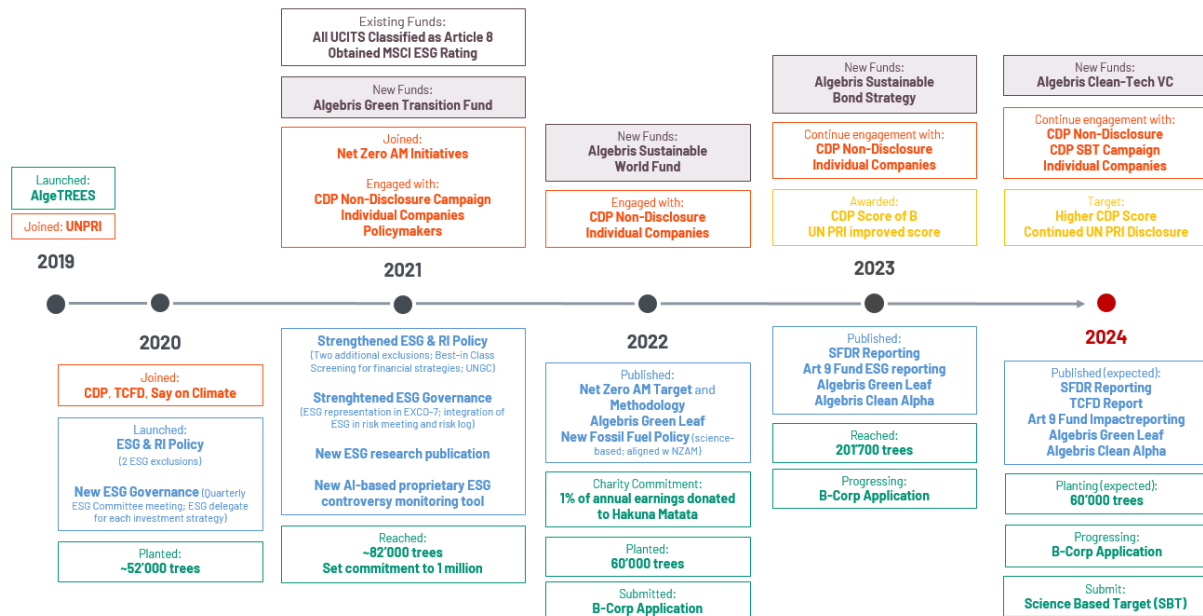 Launched:
AlgeTREES
Joined: UNPRI
2019
2020
Joined:
CDP, TCFD, Say on Climate
Launched:
ESG & RI Policy
(2 ESG exclusions)
New ESG Governance (Quarterly
ESG Committee meeting; ESG delegate
for each investment strategy)
Planted:
~52'000 trees
Existing Funds:
All UCITS Classified as Article 8
Obtained MSCI ESG Rating
New Funds:
Algebris Green Transition Fund
Joined:
Net Zero AM Initiatives
Engaged with:
CDP Non-Disclosure Campaign
Individual Companies
Policymakers
2021
Strengthened ESG & RI Policy
(Two additional exclusions; Best-in Class
Screening for financial strategies; UNGC)
Strenghtened ESG Governance
(ESG representation in EXCO-7; integration of
ESG in risk meeting and risk log)
New ESG research publication
New AI-based proprietary ESG
controversy monitoring tool
Reached:
~82'000 trees
Set commitment to 1 million
New Funds:
Algebris Sustainable
World Fund
Engaged with:
CDP Non-Disclosure
Individual Companies
2022
Published:
Net Zero AM Target and
Methodology
Algebris Green Leaf
New Fossil Fuel Policy (science-
based; aligned w NZAM)
Charity Commitment:
1% of annual earnings donated
to Hakuna Matata
Planted:
60'000 trees
Submitted:
B-Corp Application
New Funds:
Algebris Sustainable
Bond Strategy
Continue engagement with:
CDP Non-Disclosure
Individual Companies
Awarded:
CDP Score of B
UN PRI improved score
2023
Published:
SFDR Reporting
Art 9 Fund ESG reporting
Algebris Green Leaf
Algebris Clean Alpha
Reached:
201'700 trees
Progressing:
B-Corp Application
New Funds:
Algebris Clean-Tech VC
Continue engagement with:
CDP Non-Disclosure
CDP SBT Campaign
Individual Companies
Target:
Higher CDP Score
Continued UN PRI Disclosure
2024
Published (expected):
SFDR Reporting
TCFD Report
Art 9 Fund Impactreporting
Algebris Green Leaf
Algebris Clean Alpha
Planting (expected):
60'000 trees
Progressing:
B-Corp Application
Submit:
Science Based Target (SBT)